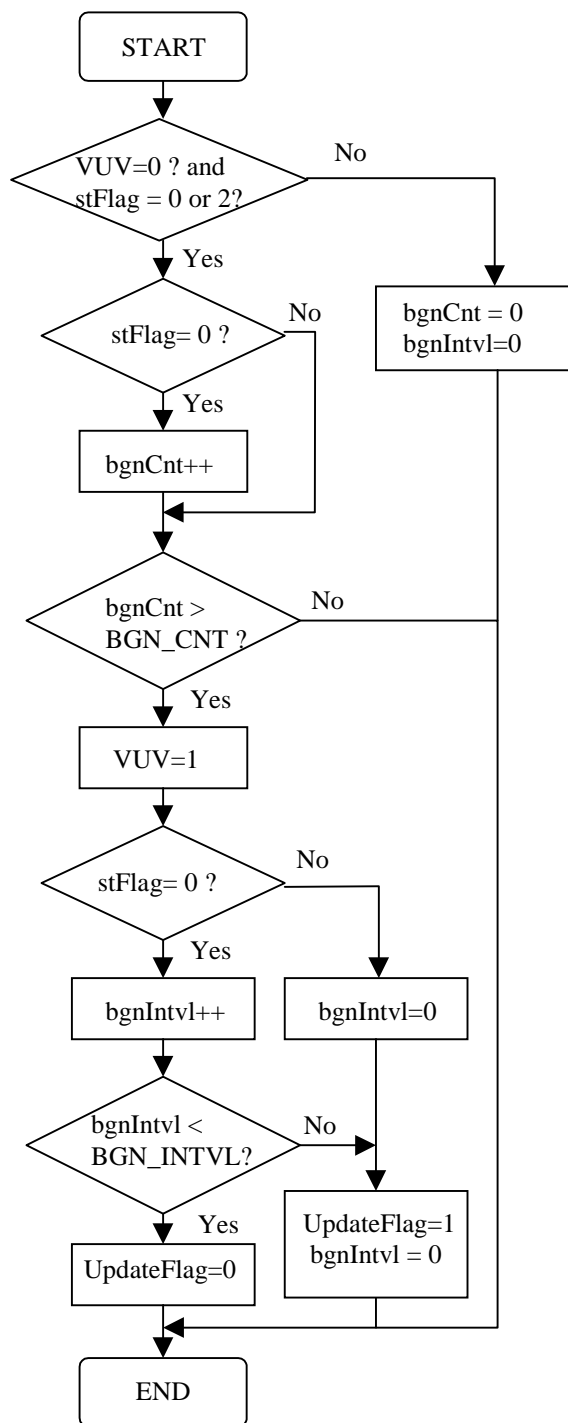 START
VUV=0 ? and
stFlag = 0 or 2?
No
Yes
bgnCnt = 0
bgnIntvl=0
stFlag= 0 ?
No
Yes
bgnCnt++
bgnCnt >
BGN_CNT ?
No
Yes
VUV=1
stFlag= 0 ?
No
Yes
bgnIntvl++
bgnIntvl=0
bgnIntvl <
BGN_INTVL?
No
Yes
UpdateFlag=1
bgnIntvl = 0
UpdateFlag=0
END